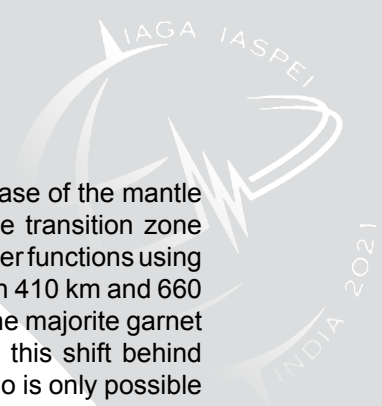 IAGA IASPEI
INDIA 2021
ase of the mantle
e transition zone
er functions using
n 410 km and 660
ne majorite garnet
this shift behind
o is only possible